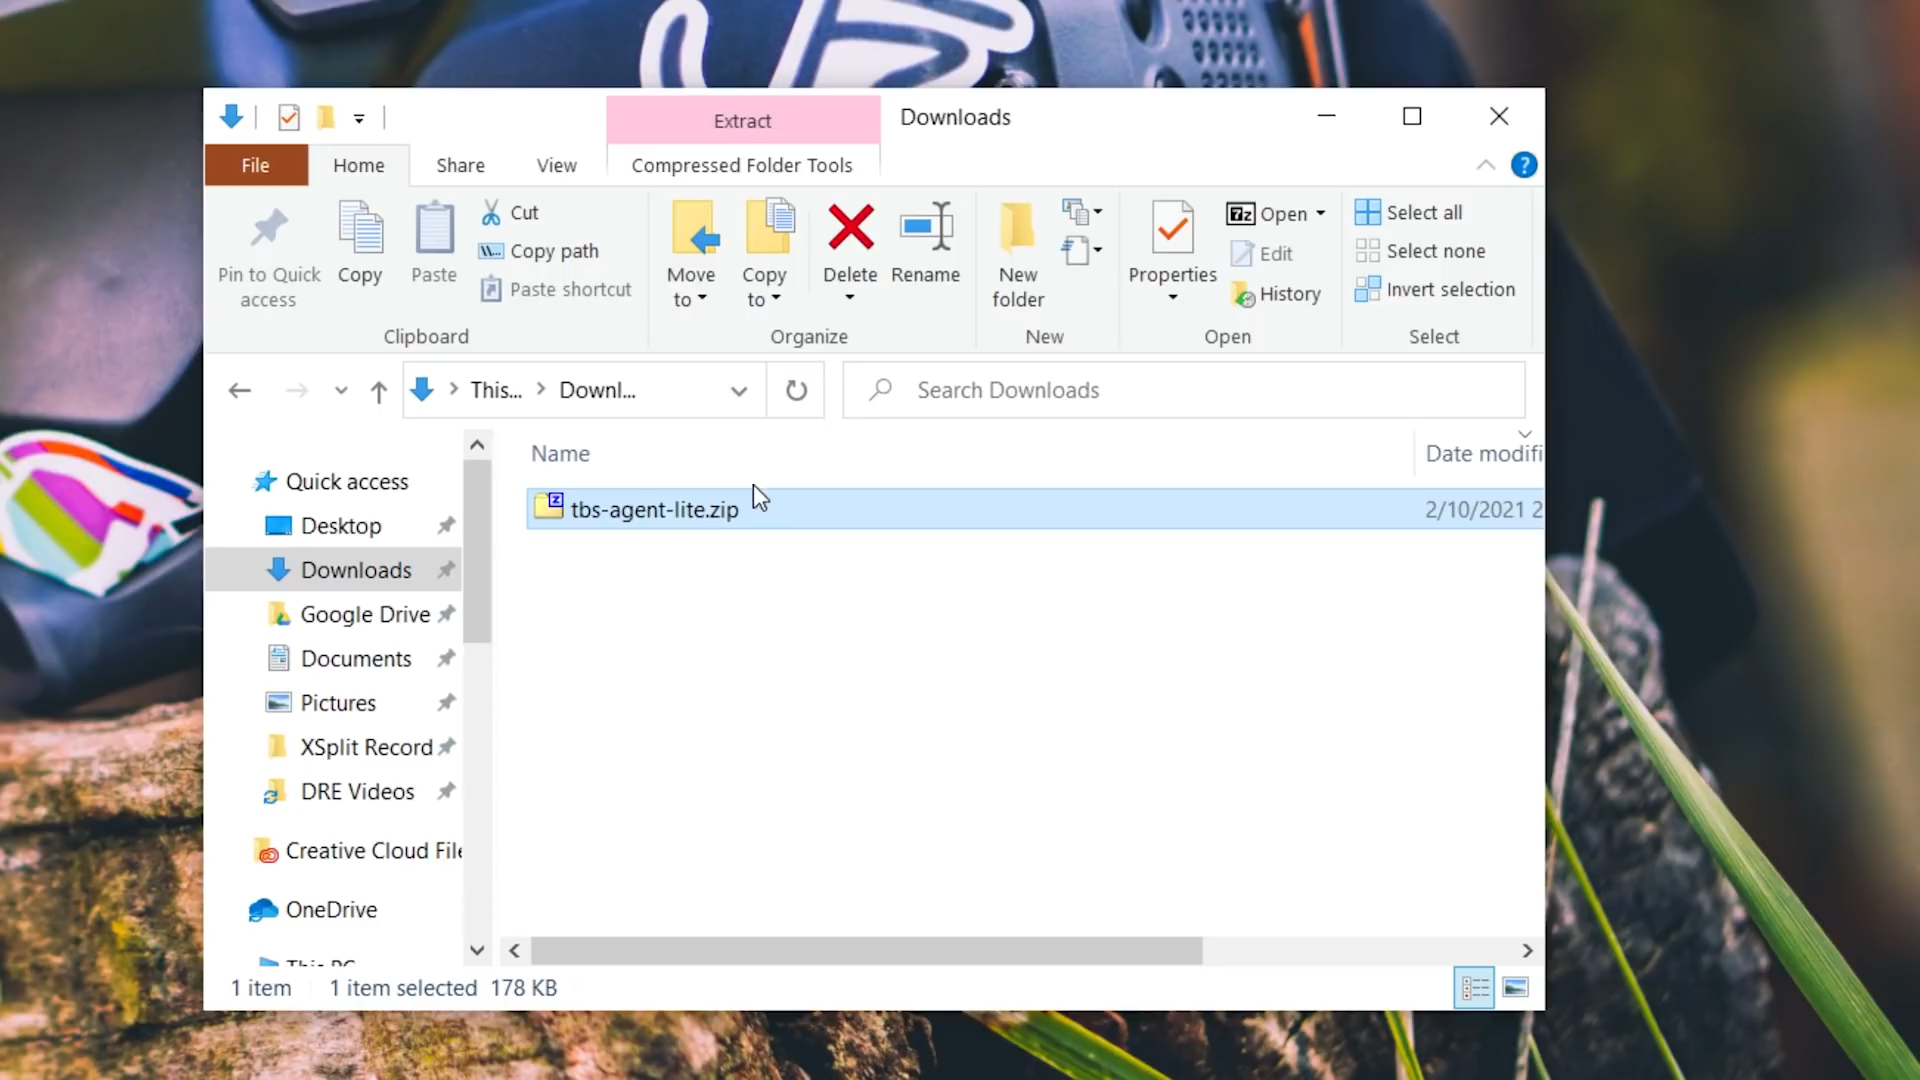 Extract
Downloads
File
Home
Share
View
Compressed Folder Tools
?
Pin to Quick access
Copy
Paste
Cut
Copy path
Paste shortcut
Clipboard
Move to
Copy to
Delete
Rename
Organize
New folder
New
Properties
7z Open
Edit
History
Open
Select all
Select none
Invert selection
Select
This...
Downl...
Search Downloads
Name
Date modifi
Quick access
Desktop
Downloads
Google Drive
Documents
Pictures
XSplit Record
DRE Videos
Creative Cloud File
OneDrive
This PC
tbs-agent-lite.zip
2/10/2021 2
1 item
1 item selected 178 KB